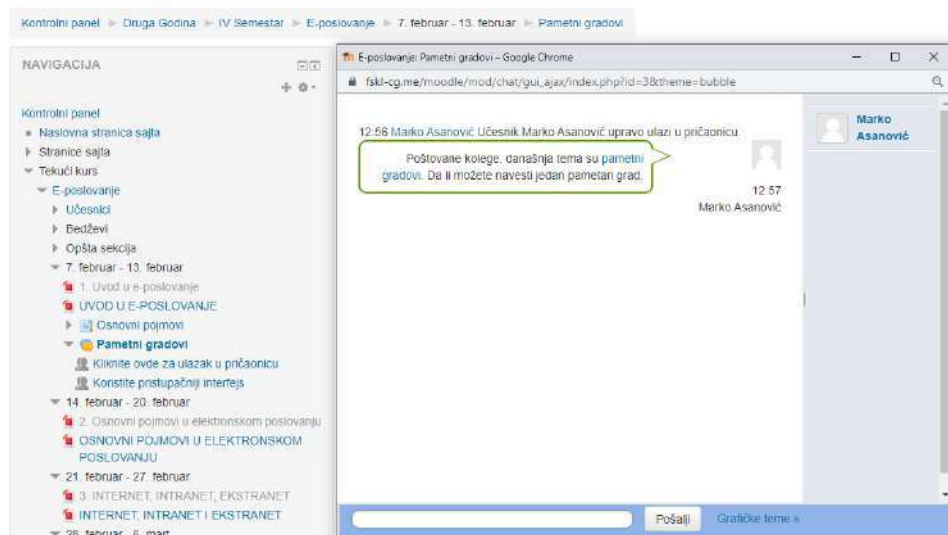 Kontrolni panel ► Druga Godina ► IV Semestar ► E-poslovanje ► 7. februar - 13. februar ► Pametni gradovi
NAVIGACIJA
Kontrolni panel
Naslovna stranica sajta
Stranice sajta
Tekući kurs
E-poslovanje
Učesnici
Bedževi
Opšta sekcija
7. februar - 13. februar
1. Uvod u e-poslovanje
UVOD U E-POSLOVANJE
Osnovni pojmovi
Pametni gradovi
Kliknite ovde za ulazak u pričaonicu
Koristite pristupačniji interfejs
14. februar - 20. februar
2. Osnovni pojmovi u elektronskom poslovanju
OSNOVNI POJMOVI U ELEKTRONSKOM
POSLOVANJU
21. februar - 27. februar
3. INTERNET, INTRANET, EKSTRANET
INTERNET, INTRANET I EKSTRANET
28. februar - 6. mart
E-poslovanje: Pametni gradovi – Google Chrome
fskl-cg.me/moodle/mod/chat/gui_ajax/index.php?id=3&theme=bubble
12:56 Marko Asanović Učesnik Marko Asanović upravo ulazi u pričaonicu
Poštovane kolege, današnja tema su pametni
gradovi. Da li možete navesti jedan pametan grad.
12:57
Marko Asanović
Marko
Asanović
Pošalji
Grafičke teme »